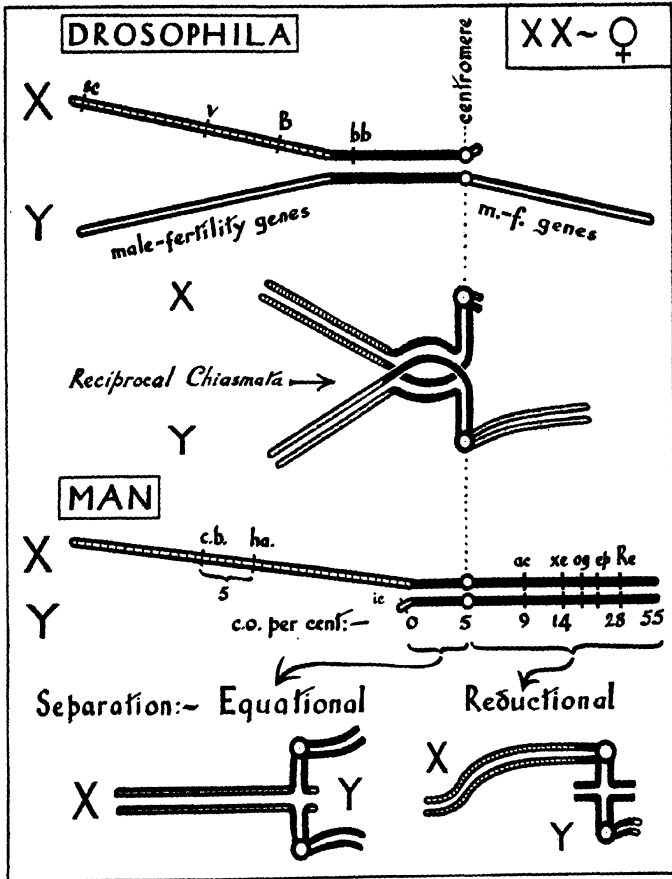 DROSOPHILA
XX~♀
centromere
X
sc
v
B
bb
Y
male-fertility genes
m.-f. genes
X
Reciprocal Chiasmata
Y
MAN
X
c.b. ha.
5
ac xe og ep Re
Y
ic
c.o. per cent:—
0 5 9 14 28 55
Separation:~ Equational Reductional
X Y
X
Y